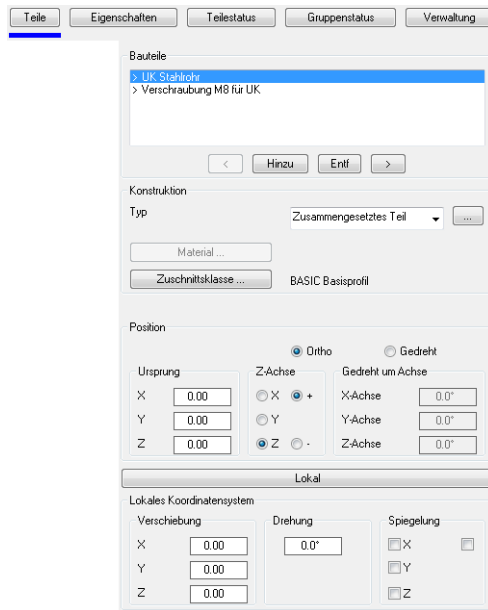 Teile Eigenschaften Teilestatus Gruppenstatus Verwaltung
Bauteile
> UK Stahlrohr
> Verschraubung M8 für UK
< Hinzu Entf >
Konstruktion
Typ Zusammengesetztes Teil ...
Material ...
Zuschnittsklasse ... BASIC Basisprofil
Position
Ortho Gedreht
Ursprung Z-Achse Gedreht um Achse
X 0.00 X + X-Achse 0.0°
Y 0.00 Y Y-Achse 0.0°
Z 0.00 Z - Z-Achse 0.0°
Lokal
Lokales Koordinatensystem
Verschiebung Drehung Spiegelung
X 0.00 0.0° X
Y 0.00 Y
Z 0.00 Z